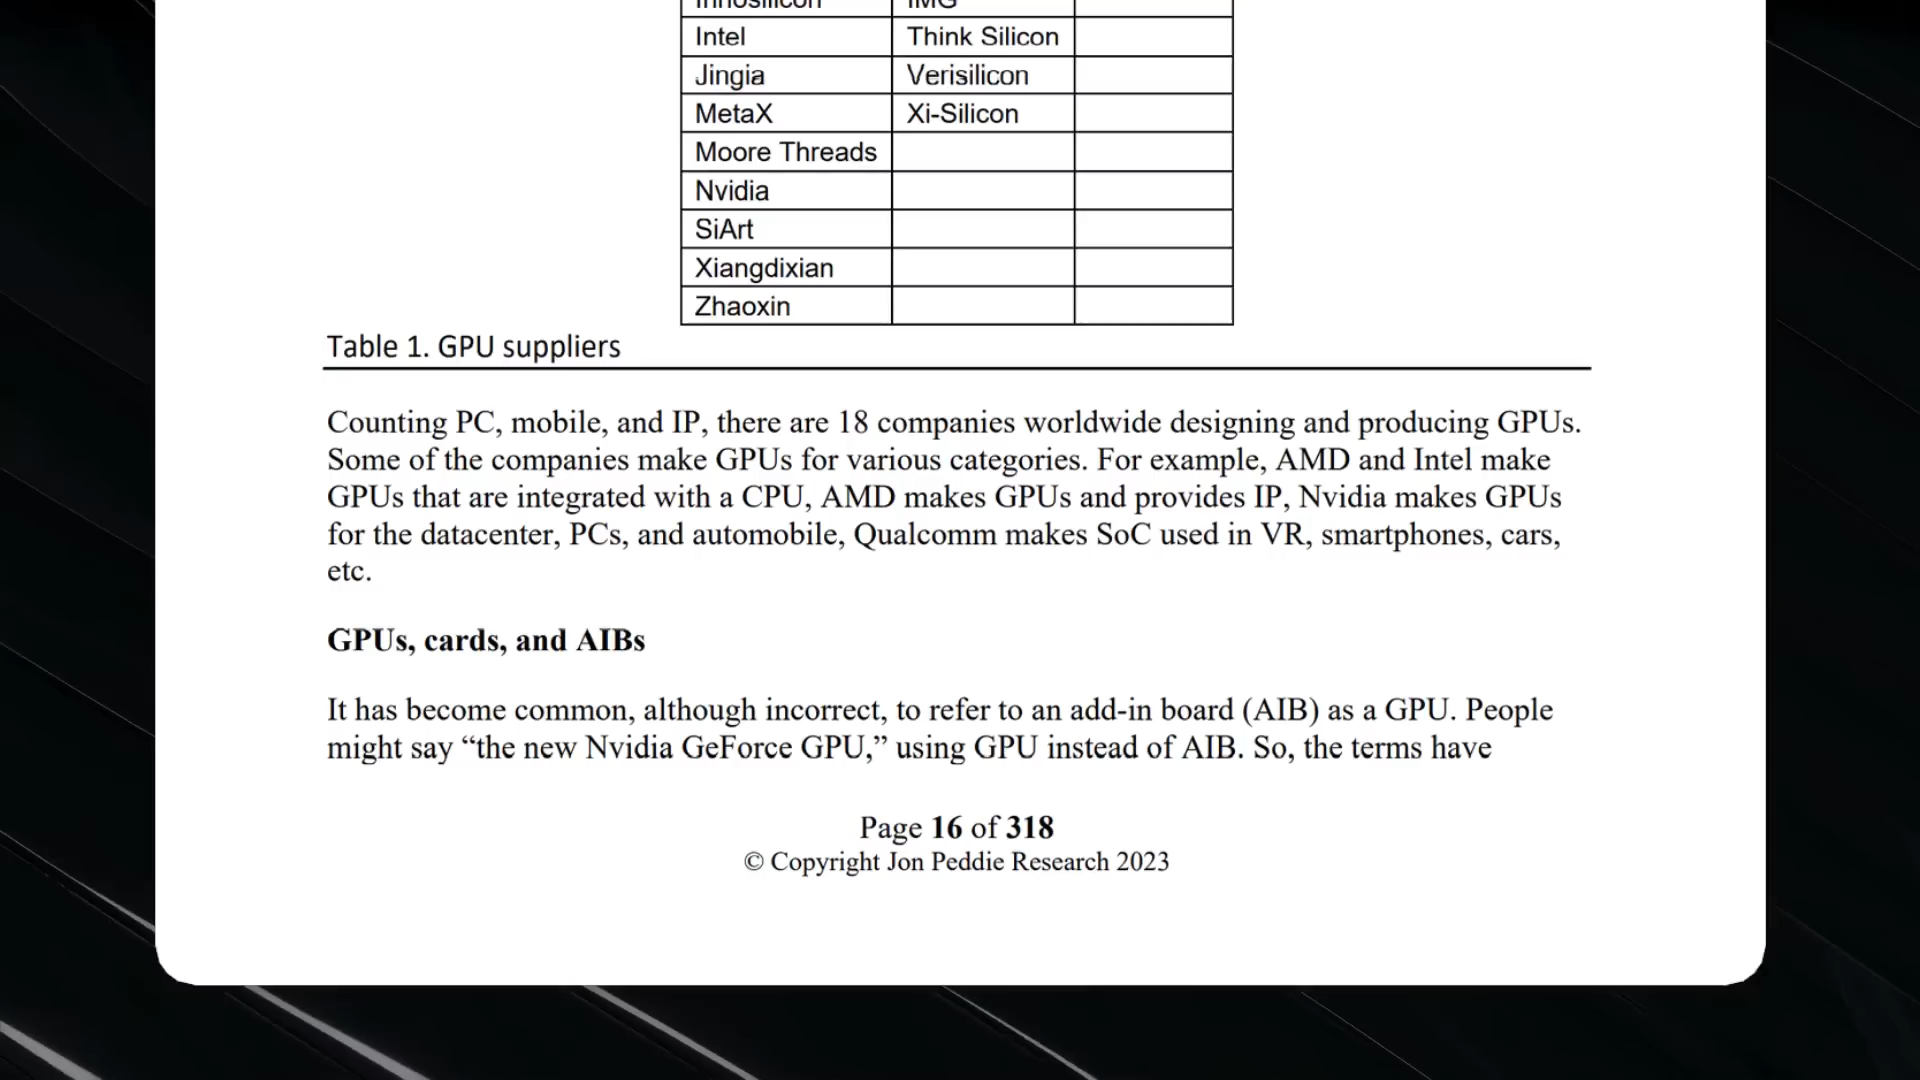 Innosilicon IMG
Intel Think Silicon
Jingia Verisilicon
MetaX Xi-Silicon
Moore Threads
Nvidia
SiArt
Xiangdixian
Zhaoxin
Table 1. GPU suppliers
Counting PC, mobile, and IP, there are 18 companies worldwide designing and producing GPUs.
Some of the companies make GPUs for various categories. For example, AMD and Intel make
GPUs that are integrated with a CPU, AMD makes GPUs and provides IP, Nvidia makes GPUs
for the datacenter, PCs, and automobile, Qualcomm makes SoC used in VR, smartphones, cars,
etc.
GPUs, cards, and AIBs
It has become common, although incorrect, to refer to an add-in board (AIB) as a GPU. People
might say “the new Nvidia GeForce GPU,” using GPU instead of AIB. So, the terms have
Page 16 of 318
© Copyright Jon Peddie Research 2023